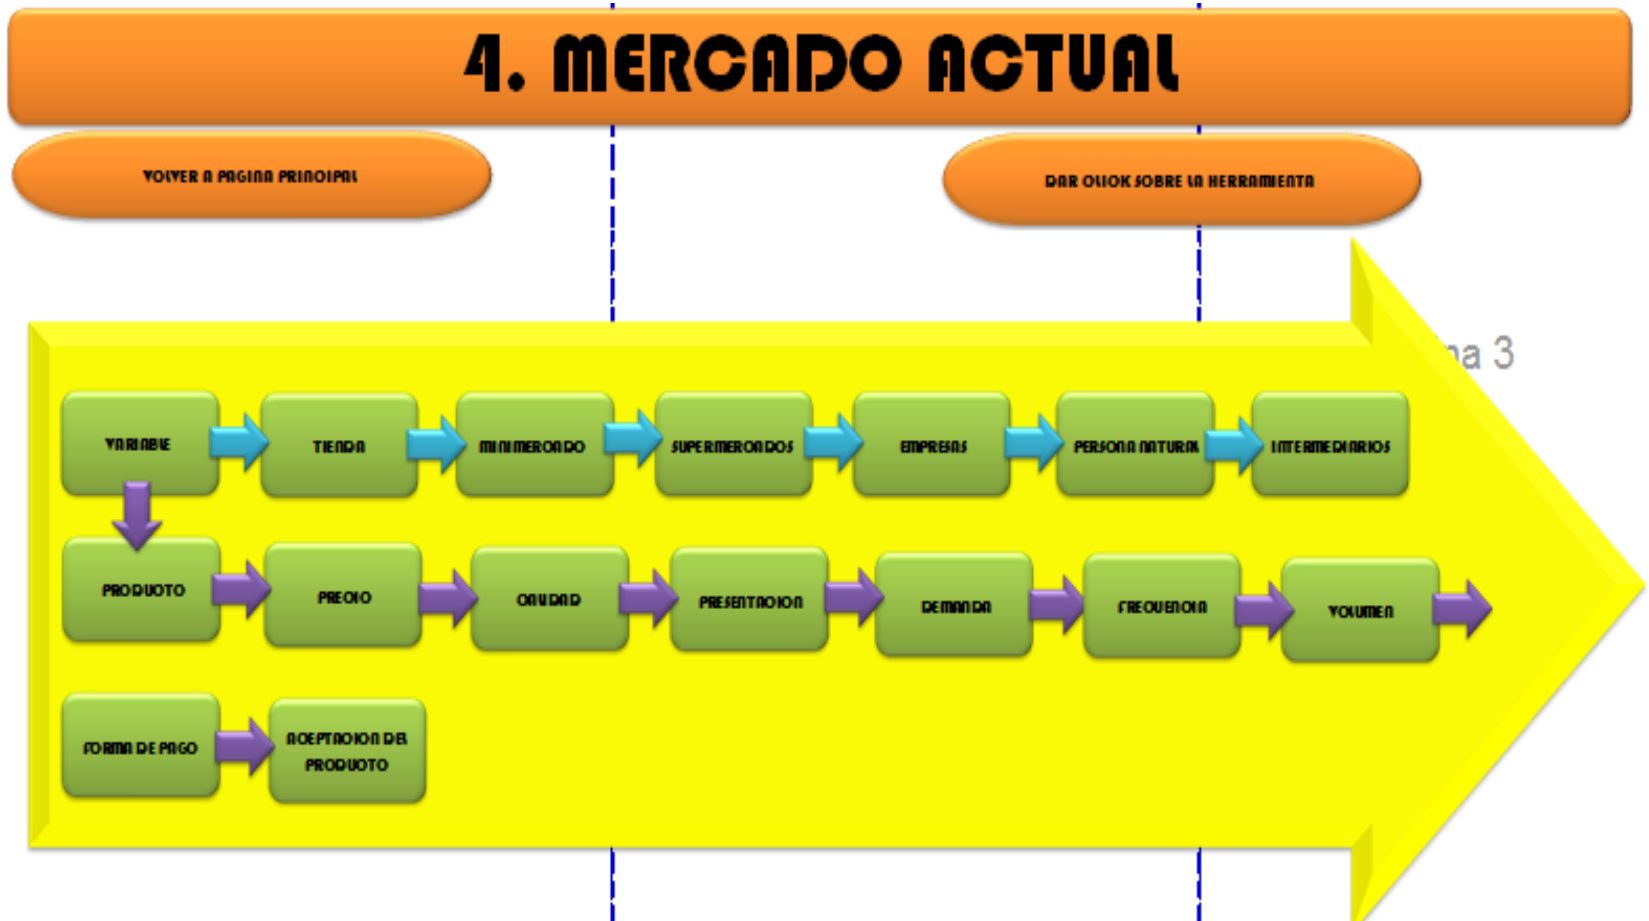 4. MERCADO ACTUAL
VOLVER A PAGINA PRINCIPAL
DAR CLICK SOBRE LA HERRAMIENTA
3
VARIABLE
TIENDA
MINIMERCADO
SUPERMERCADOS
EMPRESAS
PERSONA NATURAL
INTERMEDIARIOS
PRODUCTO
PRECIO
CALIDAD
PRESENTACION
DEMANDA
FRECUENCIA
VOLUMEN
FORMA DE PAGO
ACEPTACION DEL
PRODUCTO